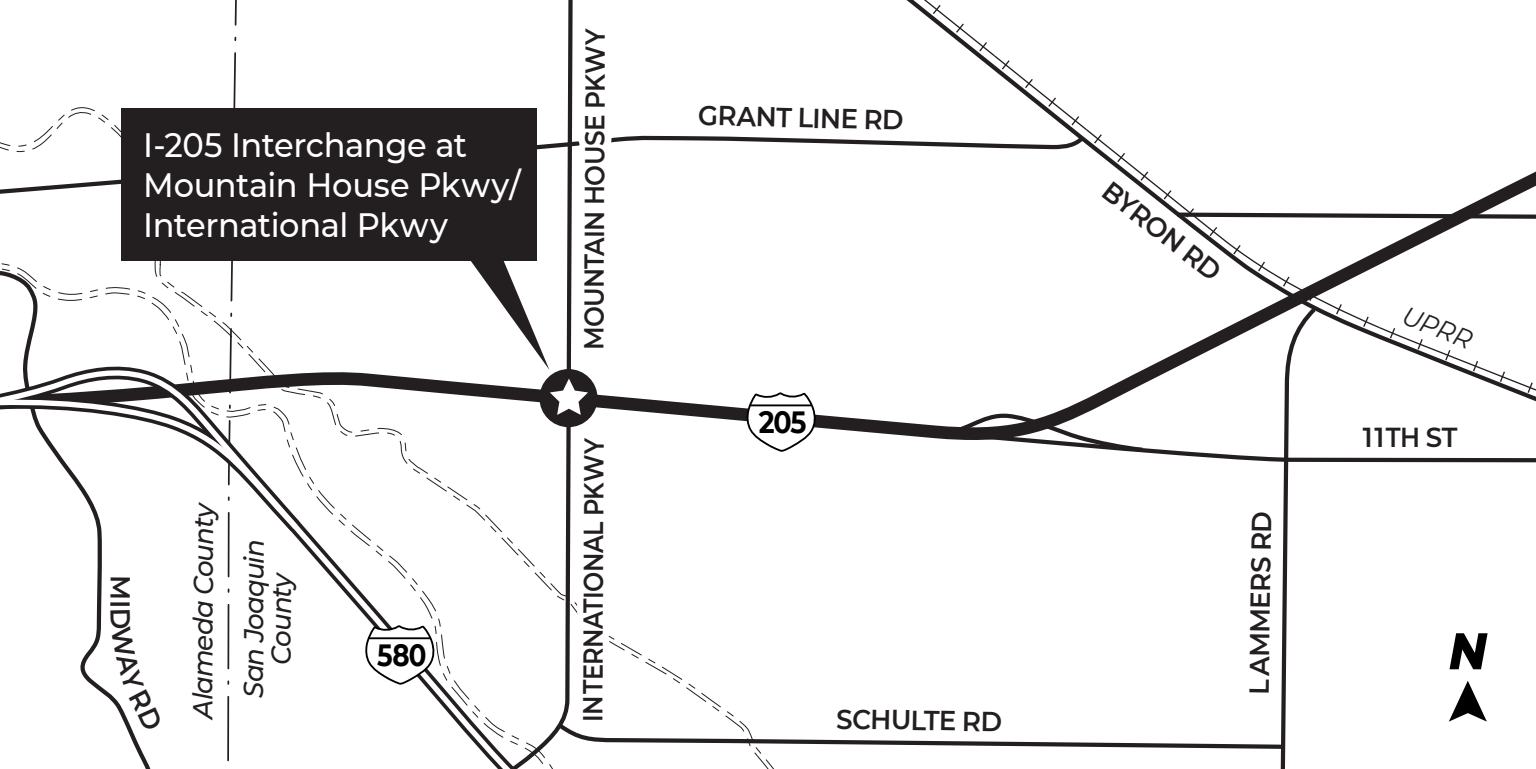 I-205 Interchange at
Mountain House Pkwy/
International Pkwy
MOUNTAIN HOUSE PKWY
GRANT LINE RD
BYRON RD
UPRR
205
11TH ST
INTERNATIONAL PKWY
LAMMERS RD
Alameda County
San Joaquin
County
MIDWAY RD
580
SCHULTE RD
N